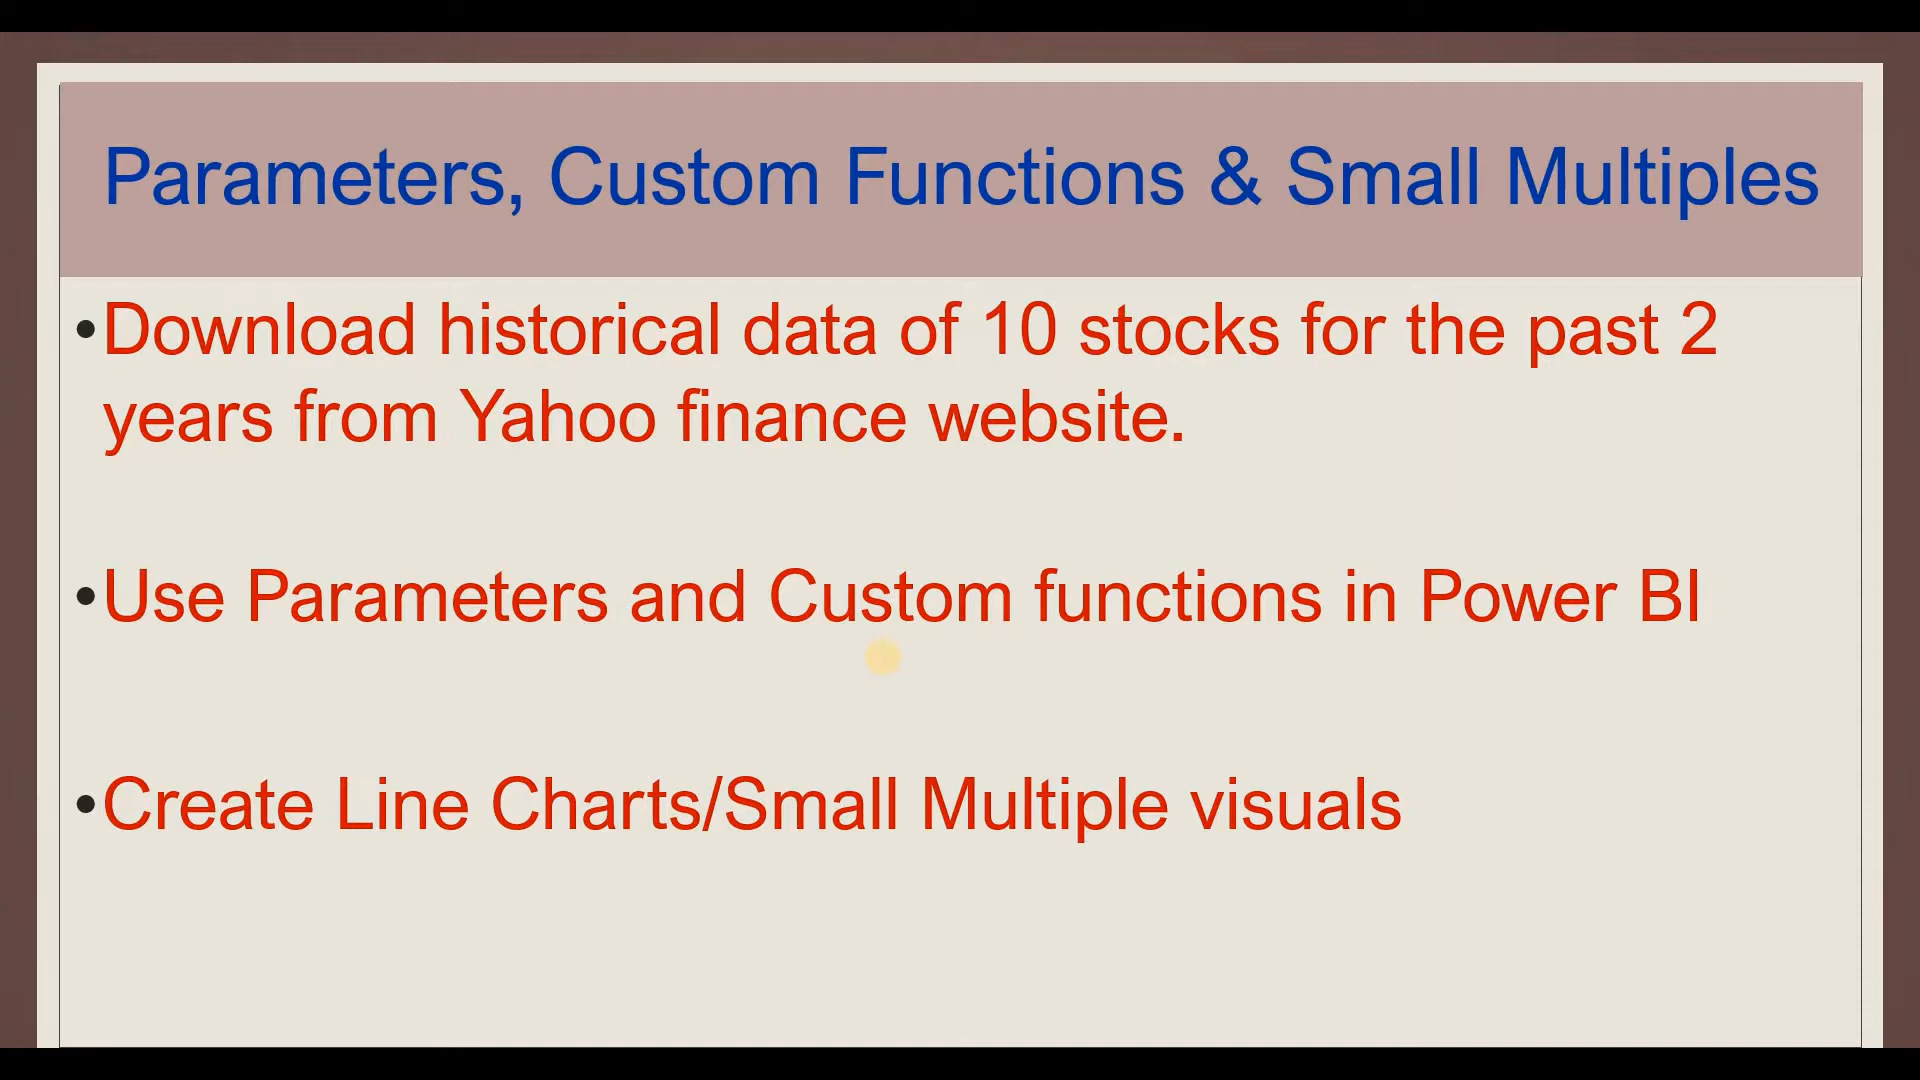 Parameters, Custom Functions & Small Multiples
•Download historical data of 10 stocks for the past 2
years from Yahoo finance website.
•Use Parameters and Custom functions in Power BI
•Create Line Charts/Small Multiple visuals